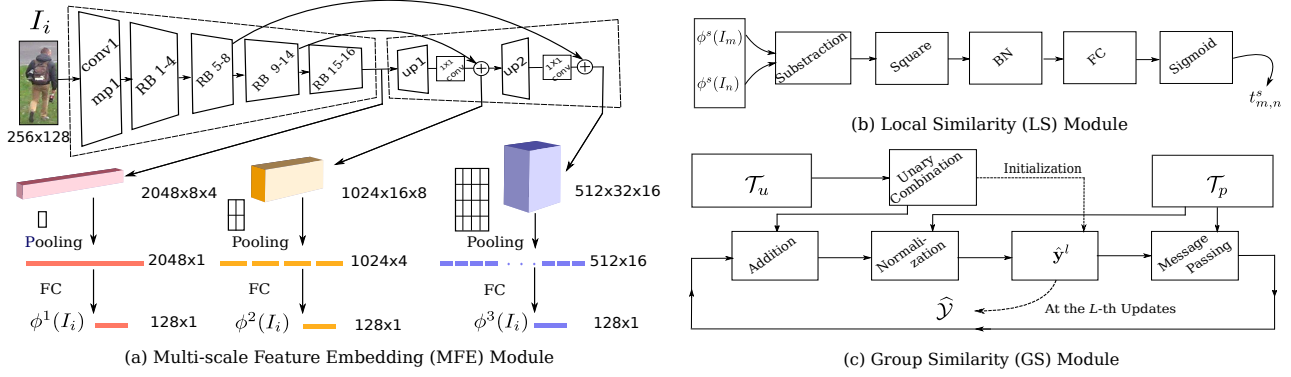 I_i
256x128
conv1
mp1
RB 1-4
RB 5-8
RB 9-14
RB 15-16
up1
1X1
conv
up2
1X1
conv
2048x8x4
1024x16x8
512x32x16
Pooling
Pooling
Pooling
2048x1
1024x4
512x16
FC
FC
FC
ϕ¹(I_i)
128x1
ϕ²(I_i)
128x1
ϕ³(I_i)
128x1
(a) Multi-scale Feature Embedding (MFE) Module
ϕˢ(I_m)
ϕˢ(I_n)
Substraction
Square
BN
FC
Sigmoid
tˢ_{m,n}
(b) Local Similarity (LS) Module
𝒯_u
Unary
Combination
Initialization
𝒯_p
Addition
Normali-
zation
ŷˡ
Message
Passing
𝒴̂
At the L-th Updates
(c) Group Similarity (GS) Module